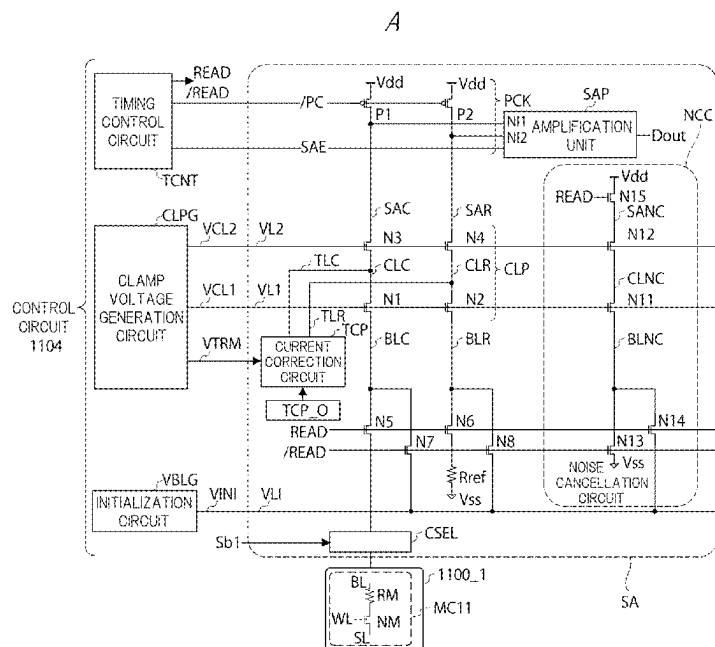 A
Vdd
Vdd
READ
/READ
TIMING
CONTROL
CIRCUIT
TCNT
/PC
P1
P2
PCK
SAP
NI1
NI2
AMPLIFICATION
UNIT
Dout
NCC
SAE
Vdd
READ
N15
SANC
CLPG
SAC
SAR
VCL2
VL2
N3
N4
N12
TLC
CLC
CLR
CLP
CLNC
CLAMP
VOLTAGE
GENERATION
CIRCUIT
VCL1
VL1
N1
N2
N11
CONTROL
CIRCUIT
1104
TLR
TCP
VTRM
CURRENT
CORRECTION
CIRCUIT
BLC
BLR
BLNC
TCP_O
READ
N5
N6
N14
/READ
N7
N8
N13
Rref
Vss
Vss
NOISE
CANCELLATION
CIRCUIT
VBLG
INITIALIZATION
CIRCUIT
VINI
VLI
Sb1
CSEL
SA
1100_1
BL
RM
MC11
WL
NM
SL